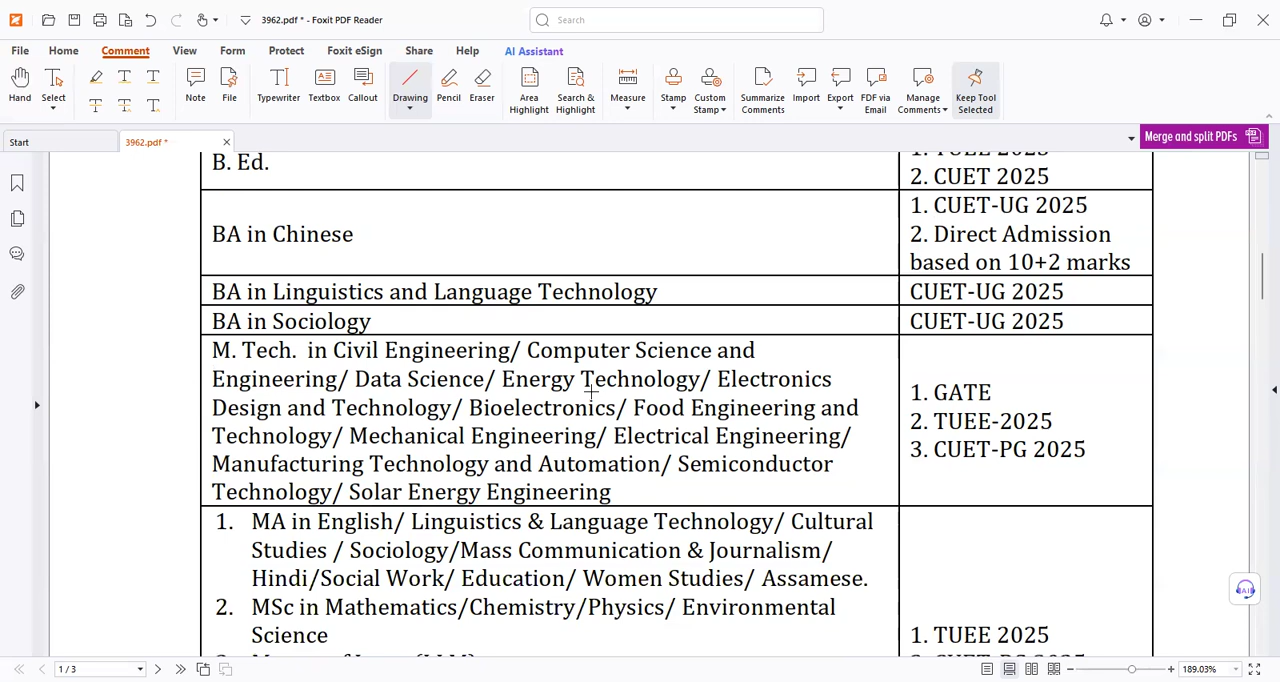 3962.pdf * - Foxit PDF Reader
Search
File Home Comment View Form Protect Foxit eSign Share Help AI Assistant
Hand Select Note File Typewriter Textbox Callout Drawing Pencil Eraser Area Highlight Search & Highlight Measure Stamp Custom Stamp Summarize Comments Import Export FDF via Email Manage Comments Keep Tool Selected
Start 3962.pdf * Merge and split PDFs
B. Ed.
2. CUET 2025
BA in Chinese
1. CUET-UG 2025
2. Direct Admission
based on 10+2 marks
BA in Linguistics and Language Technology
CUET-UG 2025
BA in Sociology
CUET-UG 2025
M. Tech. in Civil Engineering/ Computer Science and
Engineering/ Data Science/ Energy Technology/ Electronics
Design and Technology/ Bioelectronics/ Food Engineering and
Technology/ Mechanical Engineering/ Electrical Engineering/
Manufacturing Technology and Automation/ Semiconductor
Technology/ Solar Energy Engineering
1. GATE
2. TUEE-2025
3. CUET-PG 2025
1. MA in English/ Linguistics & Language Technology/ Cultural
Studies / Sociology/Mass Communication & Journalism/
Hindi/Social Work/ Education/ Women Studies/ Assamese.
2. MSc in Mathematics/Chemistry/Physics/ Environmental
Science
1. TUEE 2025
1 / 3
189.03%